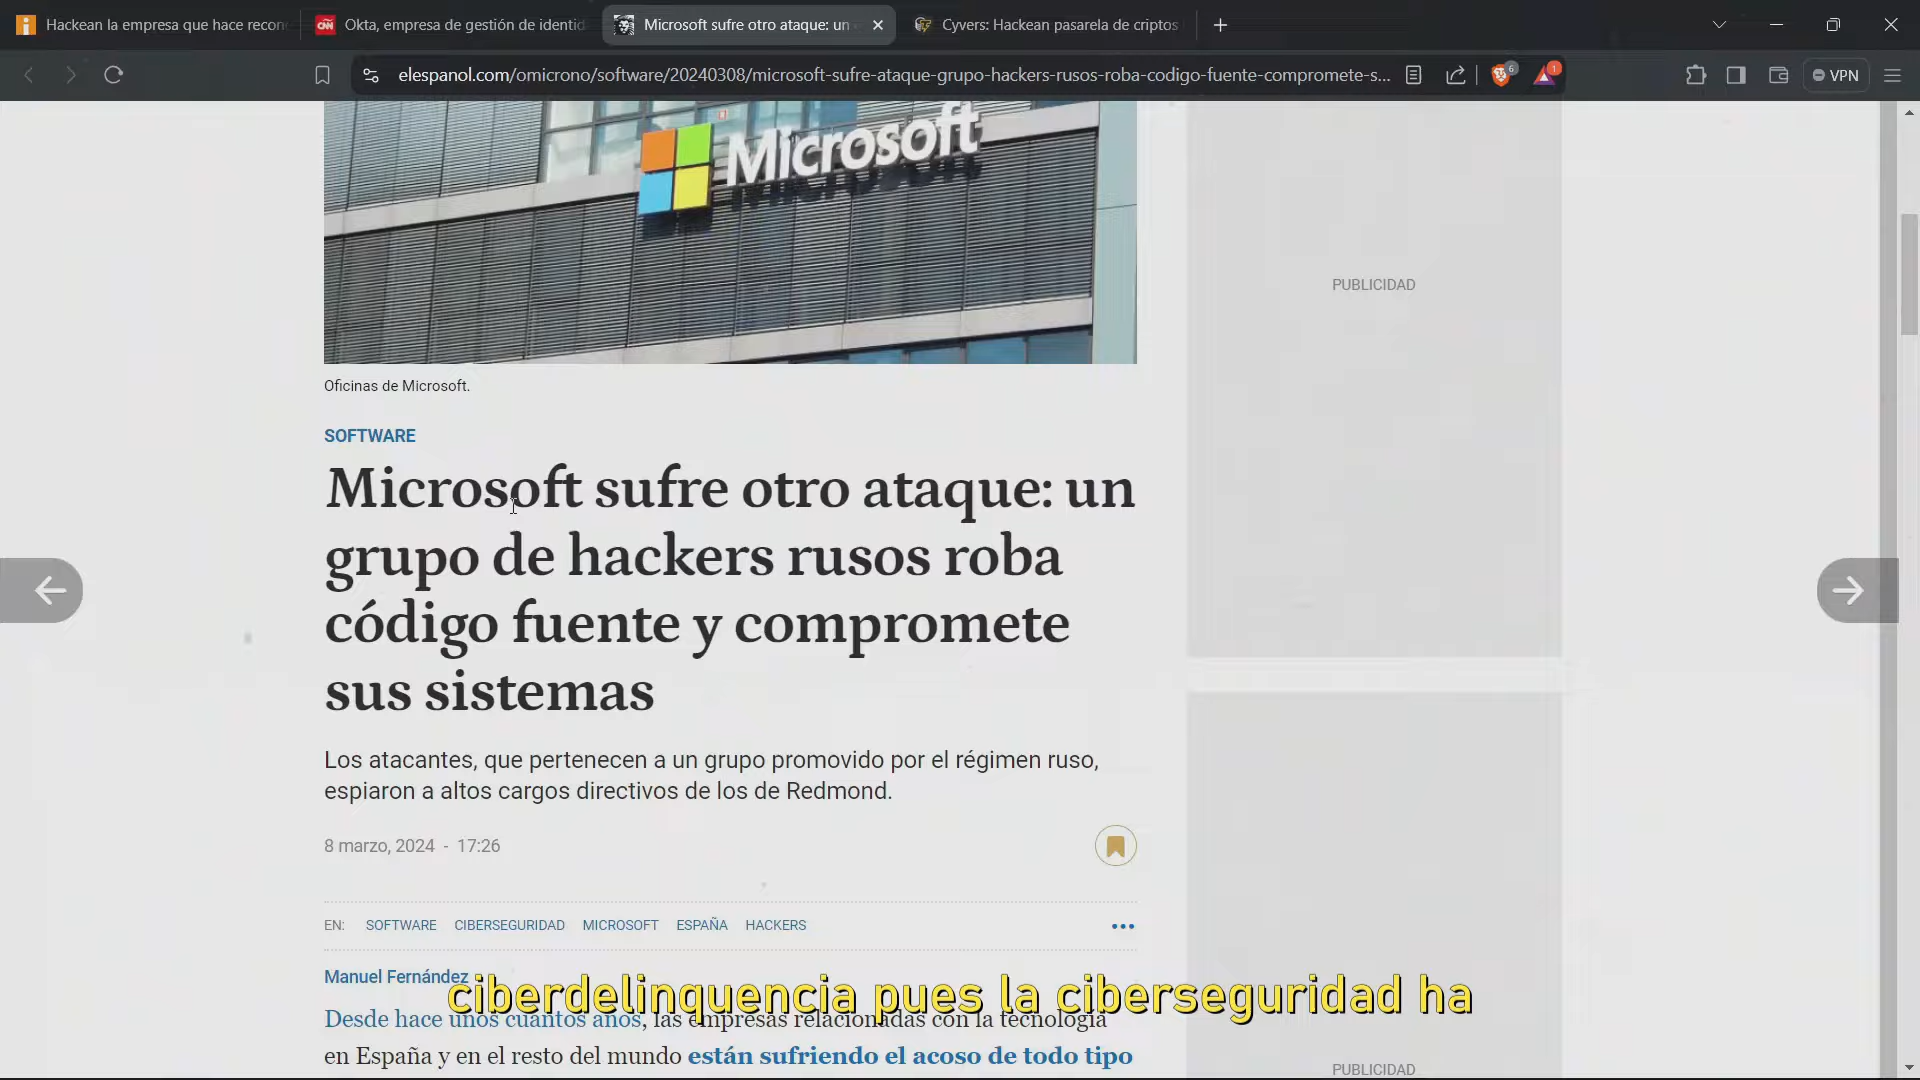 Hackean la empresa que hace recon
Okta, empresa de gestión de identid
Microsoft sufre otro ataque: un
Cyvers: Hackean pasarela de criptos
elespanol.com/omicrono/software/20240308/microsoft-sufre-ataque-grupo-hackers-rusos-roba-codigo-fuente-compromete-s...
6
1
VPN
Microsoft
PUBLICIDAD
Oficinas de Microsoft.
SOFTWARE
Microsoft sufre otro ataque: un
grupo de hackers rusos roba
código fuente y compromete
sus sistemas
Los atacantes, que pertenecen a un grupo promovido por el régimen ruso,
espiaron a altos cargos directivos de los de Redmond.
8 marzo, 2024 - 17:26
EN: SOFTWARE CIBERSEGURIDAD MICROSOFT ESPAÑA HACKERS
Manuel Fernández
ciberdelinquencia pues la ciberseguridad ha
Desde hace unos cuantos años, las empresas relacionadas con la tecnología
en España y en el resto del mundo están sufriendo el acoso de todo tipo
PUBLICIDAD